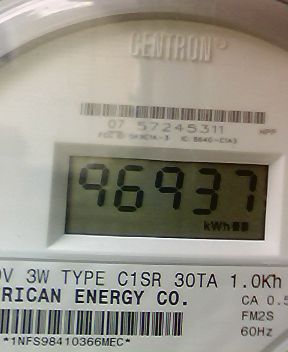 CENTRON®
07 57245311
96937
kWh
0V 3W TYPE C1SR 30TA 1.0Kh
RICAN ENERGY CO.
CA 0.5
FM2S
60Hz
*1NFS98410366MEC*